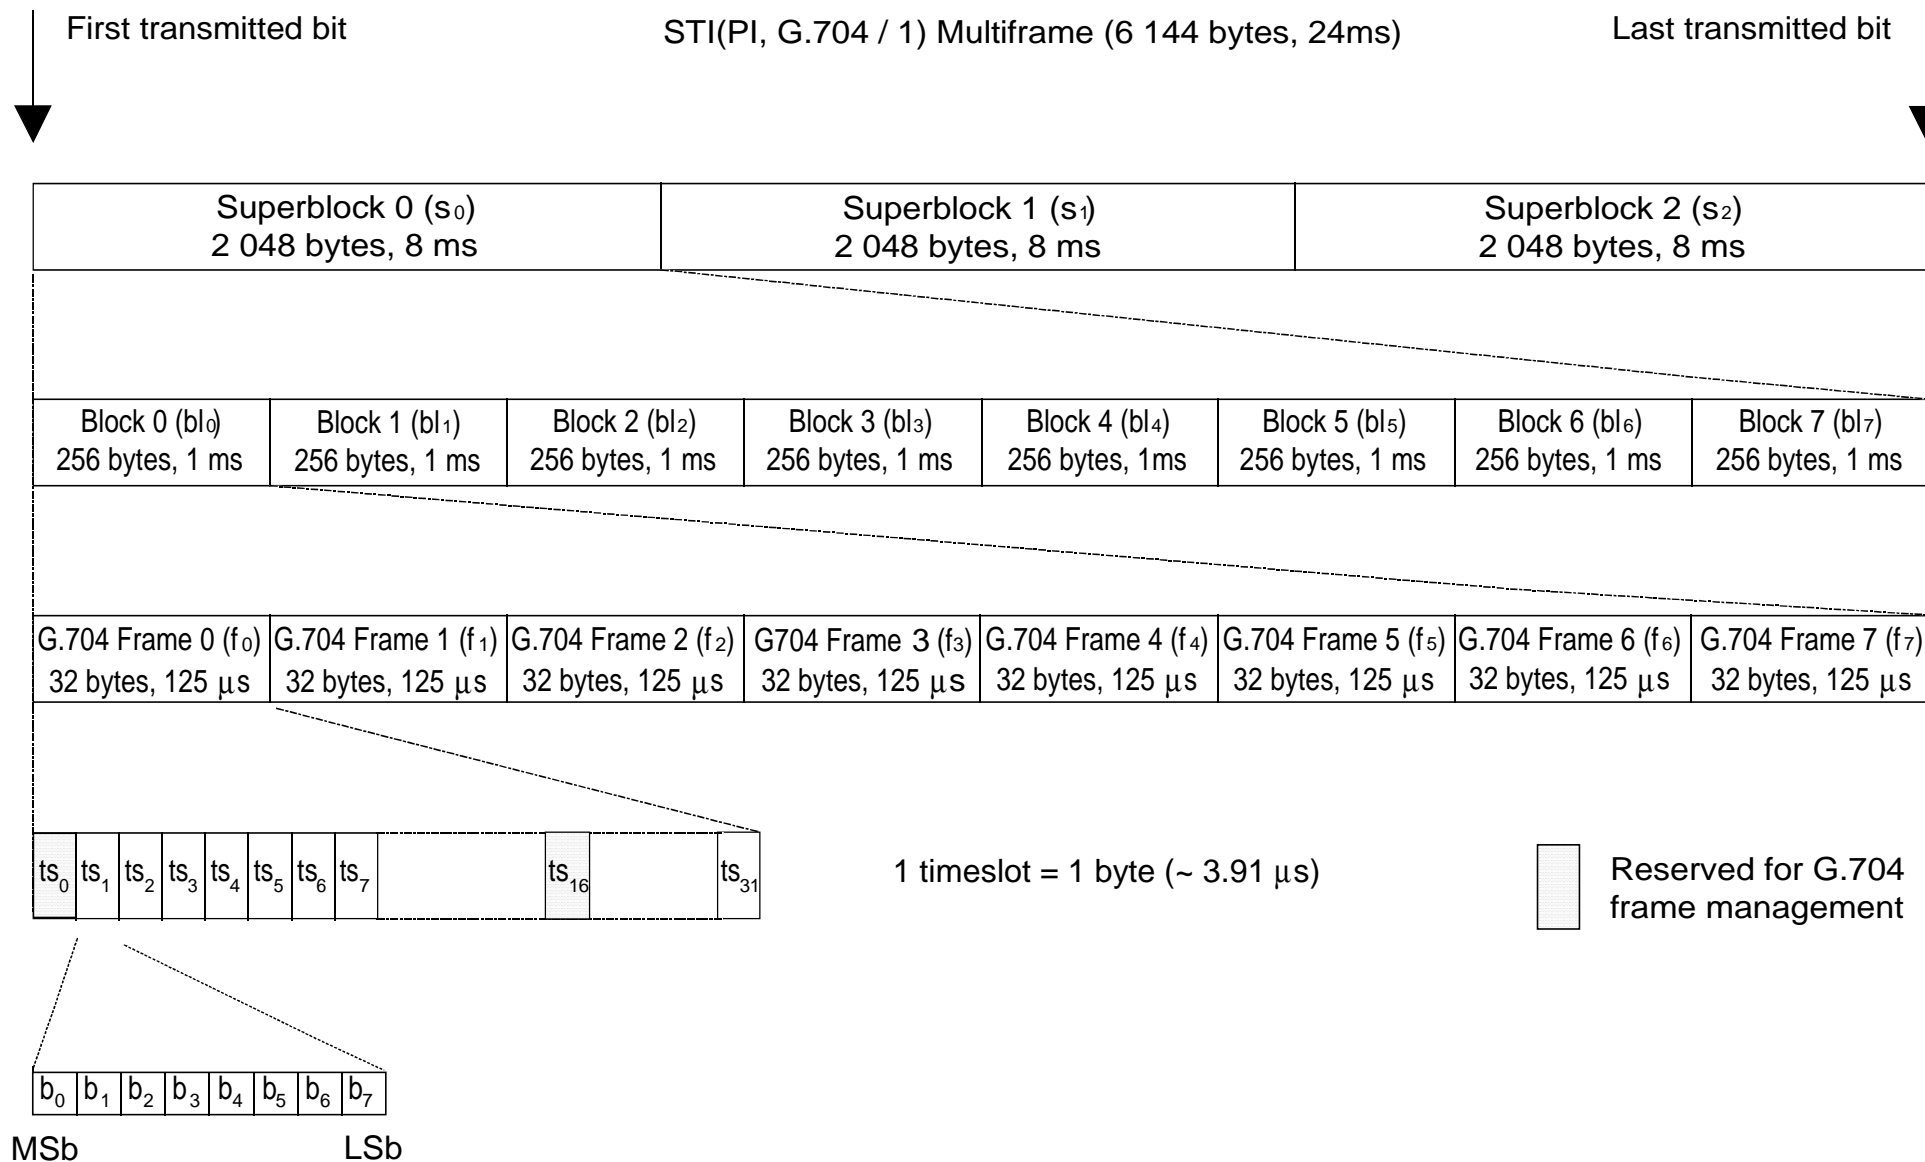 First transmitted bit STI(PI, G.704 / 1) Multiframe (6 144 bytes, 24ms) Last transmitted bit
Superblock 0 (s0) Superblock 1 (s1) Superblock 2 (s2)
2 048 bytes, 8 ms 2 048 bytes, 8 ms 2 048 bytes, 8 ms
Block 0 (bl0) Block 1 (bl1) Block 2 (bl2) Block 3 (bl3) Block 4 (bl4) Block 5 (bl5) Block 6 (bl6) Block 7 (bl7)
256 bytes, 1 ms 256 bytes, 1 ms 256 bytes, 1 ms 256 bytes, 1 ms 256 bytes, 1ms 256 bytes, 1 ms 256 bytes, 1 ms 256 bytes, 1 ms
G.704 Frame 0 (f0) G.704 Frame 1 (f1) G.704 Frame 2 (f2) G704 Frame 3 (f3) G.704 Frame 4 (f4) G.704 Frame 5 (f5) G.704 Frame 6 (f6) G.704 Frame 7 (f7)
32 bytes, 125 μs 32 bytes, 125 μs 32 bytes, 125 μs 32 bytes, 125 μs 32 bytes, 125 μs 32 bytes, 125 μs 32 bytes, 125 μs 32 bytes, 125 μs
ts0 ts1 ts2 ts3 ts4 ts5 ts6 ts7 ts16 ts31 1 timeslot = 1 byte (~ 3.91 μs)
Reserved for G.704
frame management
b0 b1 b2 b3 b4 b5 b6 b7
MSb LSb